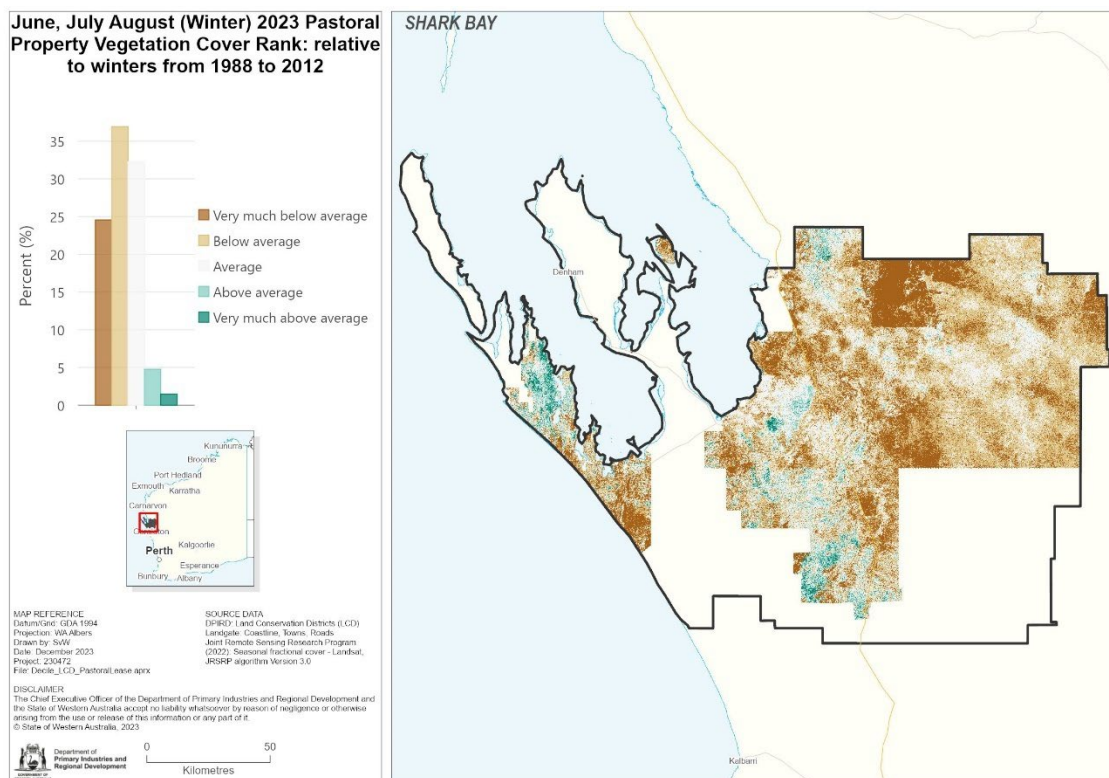 June, July August (Winter) 2023 Pastoral
Property Vegetation Cover Rank: relative
to winters from 1988 to 2012
Percent (%)
35
30
25
20
15
10
5
0
Very much below average
Below average
Average
Above average
Very much above average
Kununurra
Broome
Port Hedland
Exmouth
Karratha
Carnarvon
Geraldton
Kalgoorlie
Perth
Esperance
Bunbury
Albany
MAP REFERENCE
Datum/Grid: GDA 1994
Projection: WA Albers
Drawn by: SvW
Date: December 2023
Project: 230472
File: Decile_LCD_PastoralLease.aprx
SOURCE DATA
DPIRD: Land Conservation Districts (LCD)
Landgate: Coastline, Towns, Roads
Joint Remote Sensing Research Program
(2022): Seasonal fractional cover - Landsat,
JRSRP algorithm Version 3.0
DISCLAIMER
The Chief Executive Officer of the Department of Primary Industries and Regional Development and
the State of Western Australia accept no liability whatsoever by reason of negligence or otherwise
arising from the use or release of this information or any part of it.
© State of Western Australia, 2023
Department of
Primary Industries and
Regional Development
0
50
Kilometres
SHARK BAY
Denham
Kalbarri